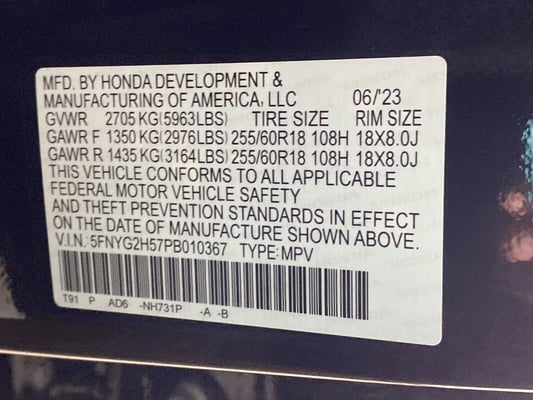 MFD. BY HONDA DEVELOPMENT &
MANUFACTURING OF AMERICA, LLC 06/'23
GVWR 2705 KG(5963LBS) TIRE SIZE RIM SIZE
GAWR F 1350 KG(2976LBS) 255/60R18 108H 18X8.0J
GAWR R 1435 KG(3164LBS) 255/60R18 108H 18X8.0J
THIS VEHICLE CONFORMS TO ALL APPLICABLE
FEDERAL MOTOR VEHICLE SAFETY
AND THEFT PREVENTION STANDARDS IN EFFECT
ON THE DATE OF MANUFACTURE SHOWN ABOVE.
V.I.N.:5FNYG2H57PB010367 TYPE:MPV
T91 P AD6 -NH731P -A -B